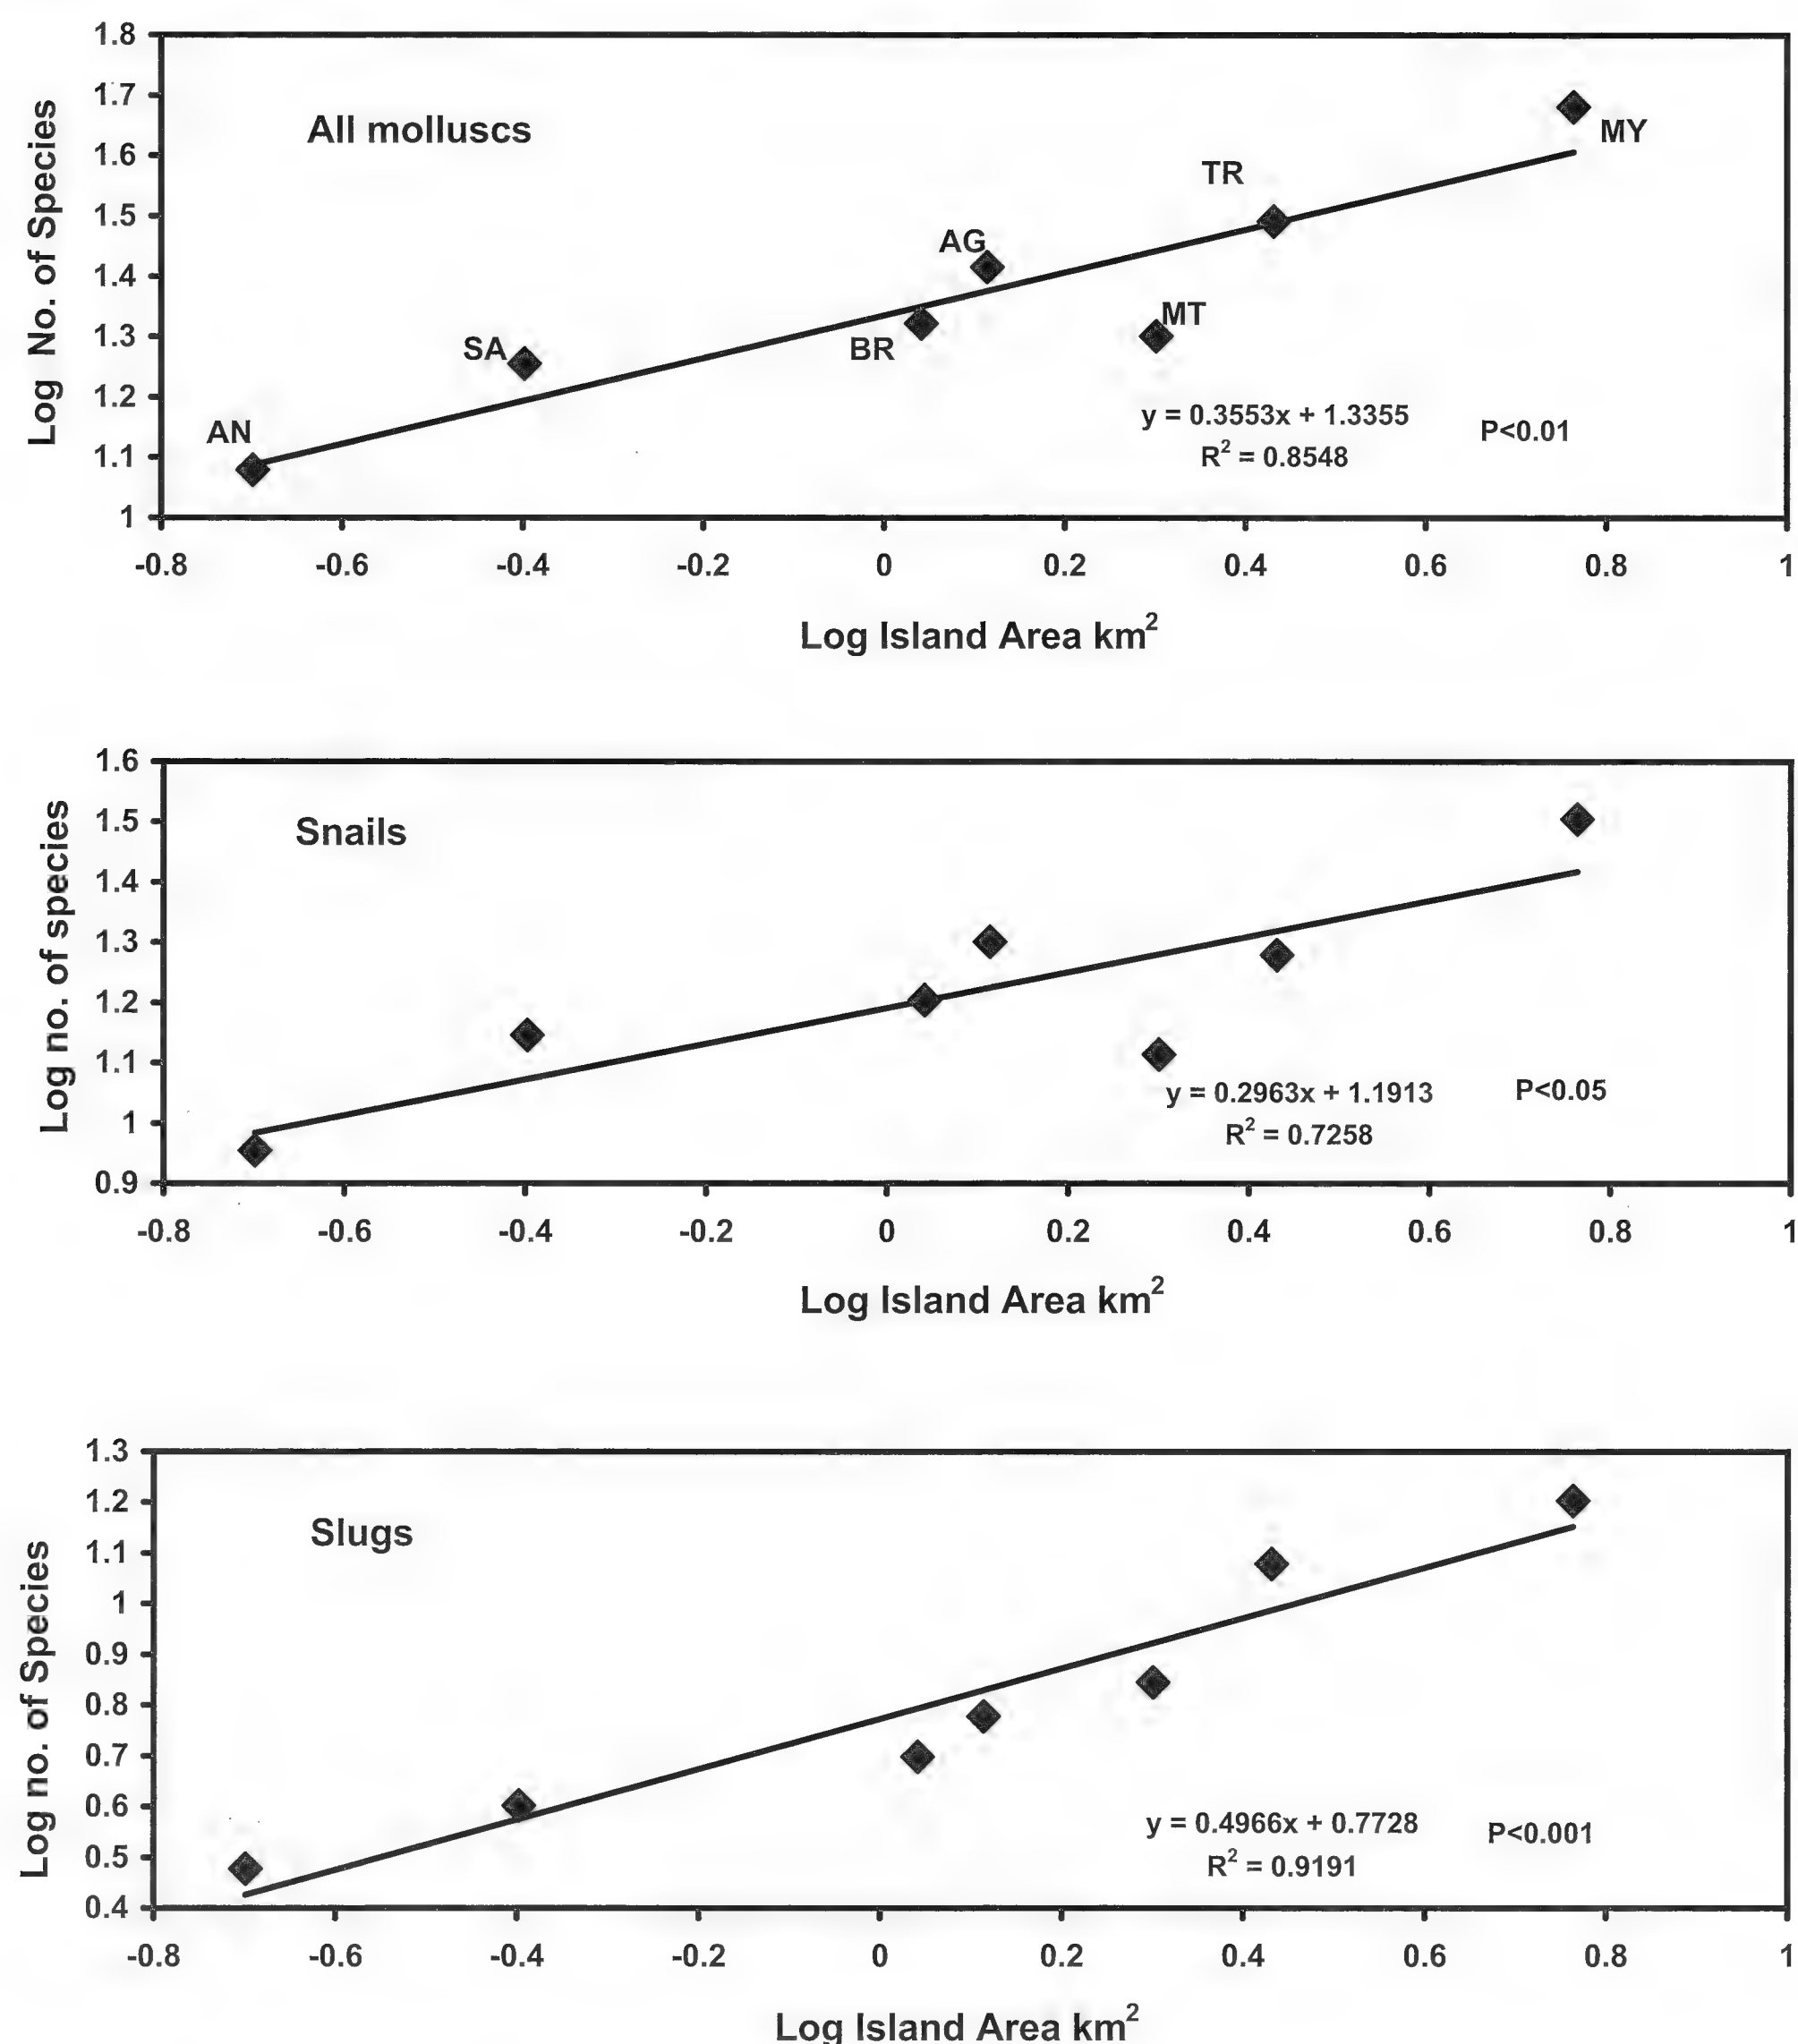 1.8
1.7
1.6
1.5
1.4
1.3
1.2
1.1
1
Log No. of Species
All molluscs
MY
TR
AG
MT
SA
BR
AN
y = 0.3553x + 1.3355
R² = 0.8548
P<0.01
-0.8 -0.6 -0.4 -0.2 0 0.2 0.4 0.6 0.8 1
Log Island Area km²
1.6
1.5
1.4
1.3
1.2
1.1
1
0.9
Log no. of species
Snails
y = 0.2963x + 1.1913
R² = 0.7258
P<0.05
-0.8 -0.6 -0.4 -0.2 0 0.2 0.4 0.6 0.8 1
Log Island Area km²
1.3
1.2
1.1
1
0.9
0.8
0.7
0.6
0.5
0.4
Log no. of Species
Slugs
y = 0.4966x + 0.7728
R² = 0.9191
P<0.001
-0.8 -0.6 -0.4 -0.2 0 0.2 0.4 0.6 0.8 1
Log Island Area km²